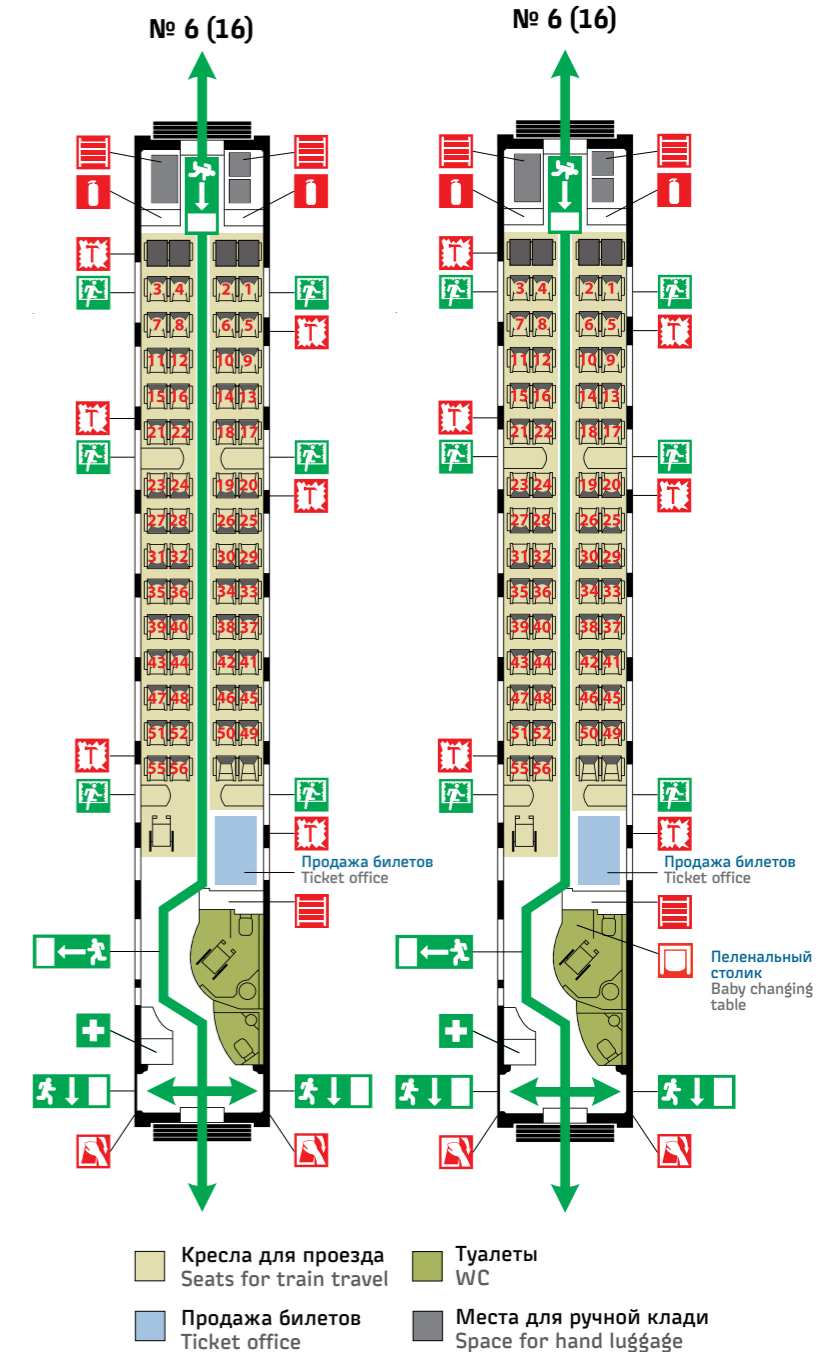 № 6 (16)
3 4 2 1
7 8 6 5
11 12 10 9
15 16 14 13
21 22 18 17
23 24 19 20
27 28 26 25
31 32 30 29
35 36 34 33
39 40 38 37
43 44 42 41
47 48 46 45
51 52 50 49
55 56
T
T
T
T
T
T
Продажа билетов
Ticket office
№ 6 (16)
3 4 2 1
7 8 6 5
11 12 10 9
15 16 14 13
21 22 18 17
23 24 19 20
27 28 26 25
31 32 30 29
35 36 34 33
39 40 38 37
43 44 42 41
47 48 46 45
51 52 50 49
55 56
T
T
T
T
T
T
Продажа билетов
Ticket office
Пеленальный
столик
Baby changing
table
Кресла для проезда
Seats for train travel
Туалеты
WC
Продажа билетов
Ticket office
Места для ручной клади
Space for hand luggage